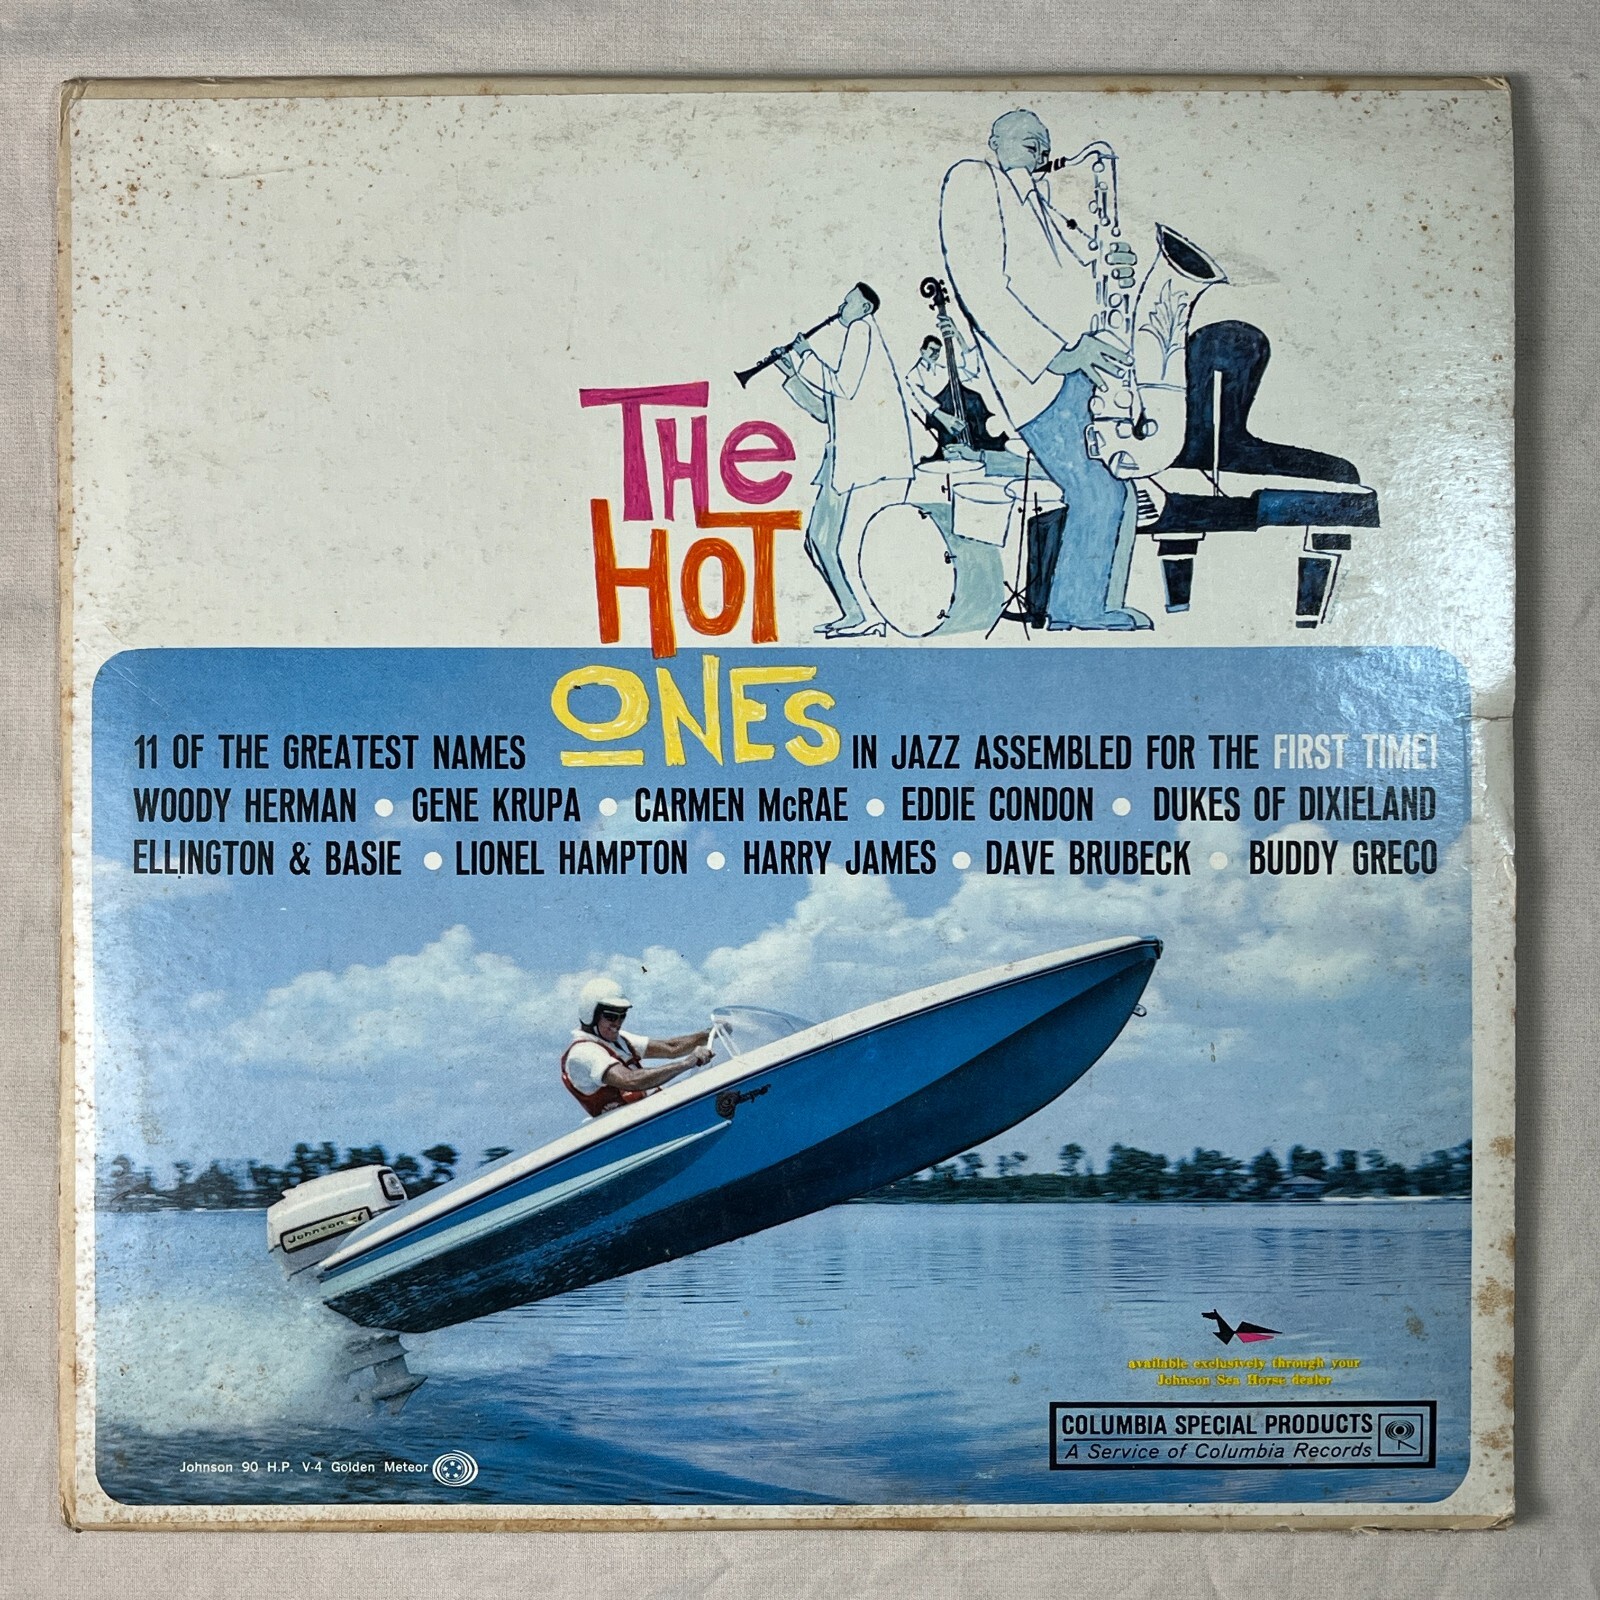 THE
HOT
ONES
11 OF THE GREATEST NAMES IN JAZZ ASSEMBLED FOR THE FIRST TIME!
WOODY HERMAN • GENE KRUPA • CARMEN McRAE • EDDIE CONDON • DUKES OF DIXIELAND
ELLINGTON & BASIE • LIONEL HAMPTON • HARRY JAMES • DAVE BRUBECK • BUDDY GRECO
Johnson
available exclusively through your
Johnson Sea Horse dealer
COLUMBIA SPECIAL PRODUCTS
A Service of Columbia Records
Johnson 90 H.P. V-4 Golden Meteor